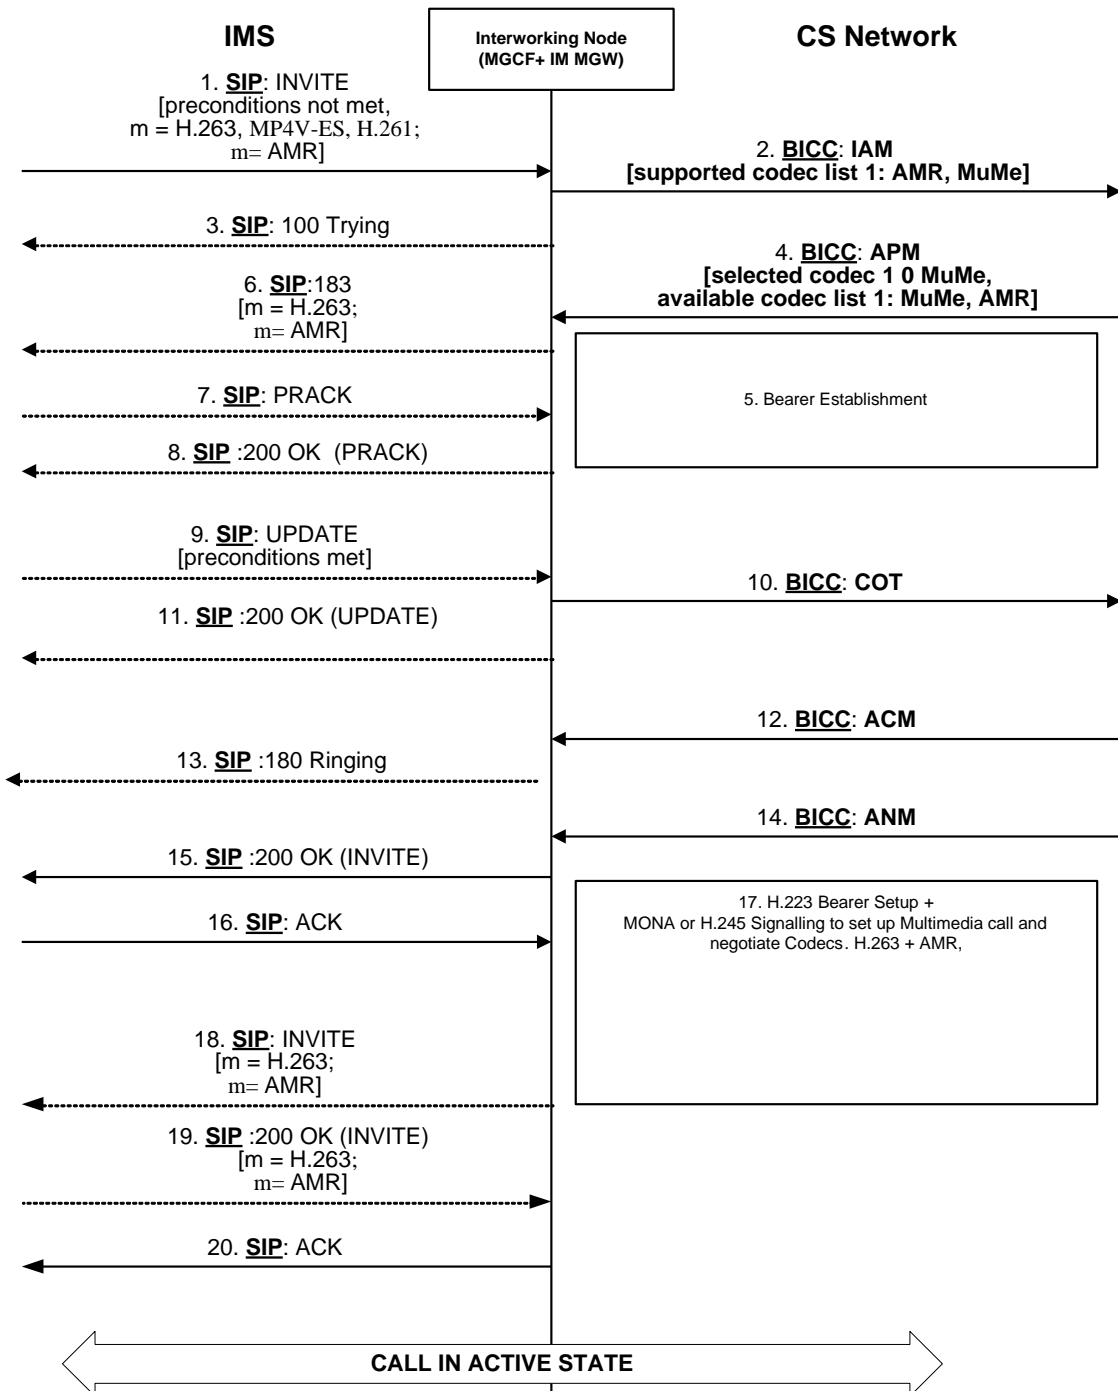 IMS
Interworking Node
(MGCF+ IM MGW)
CS Network
1. SIP: INVITE
[preconditions not met,
m = H.263, MP4V-ES, H.261;
m= AMR]
2. BICC: IAM
[supported codec list 1: AMR, MuMe]
3. SIP: 100 Trying
4. BICC: APM
[selected codec 1 0 MuMe,
available codec list 1: MuMe, AMR]
6. SIP:183
[m = H.263;
m= AMR]
5. Bearer Establishment
7. SIP: PRACK
8. SIP :200 OK (PRACK)
9. SIP: UPDATE
[preconditions met]
10. BICC: COT
11. SIP :200 OK (UPDATE)
12. BICC: ACM
13. SIP :180 Ringing
14. BICC: ANM
15. SIP :200 OK (INVITE)
16. SIP: ACK
17. H.223 Bearer Setup +
MONA or H.245 Signalling to set up Multimedia call and
negotiate Codecs. H.263 + AMR,
18. SIP: INVITE
[m = H.263;
m= AMR]
19. SIP :200 OK (INVITE)
[m = H.263;
m= AMR]
20. SIP: ACK
CALL IN ACTIVE STATE